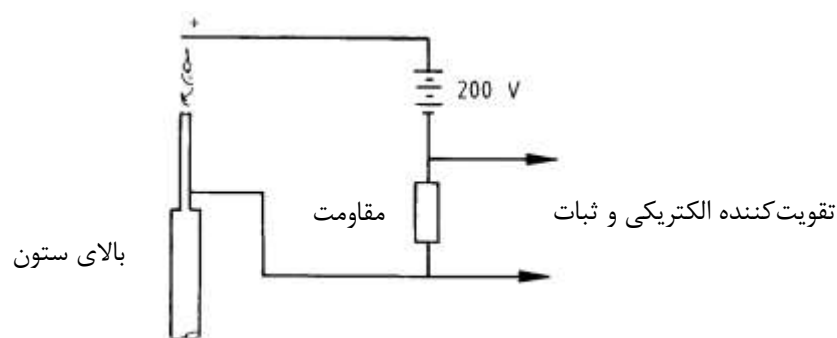 +
200 V
مقاومت
تقویت‌کننده الکتریکی و ثبات
بالای ستون